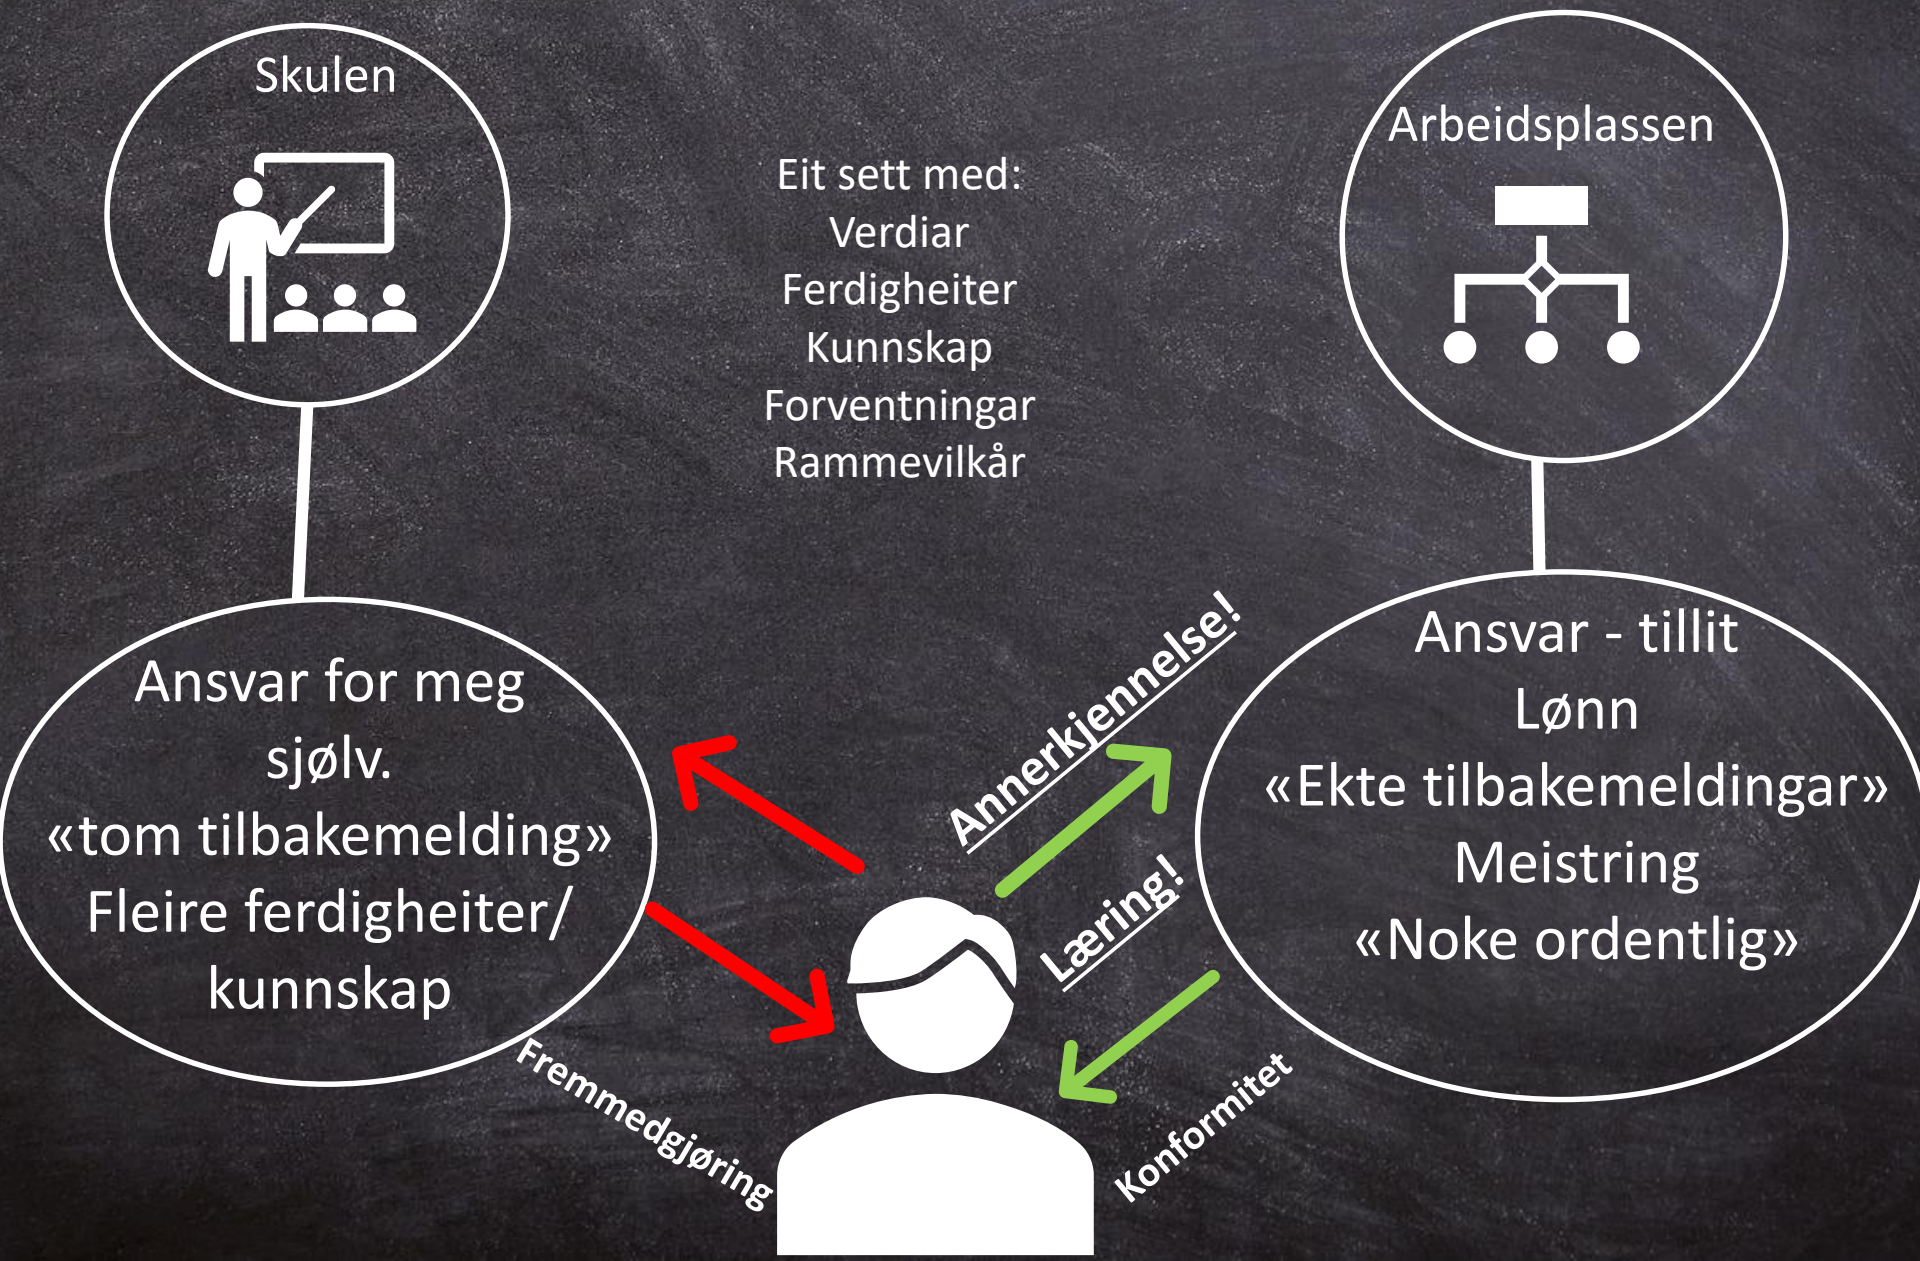 Skulen
Eit sett med:
Verdiar
Ferdigheiter
Kunnskap
Forventningar
Rammevilkår
Arbeidsplassen
Ansvar for meg
sjølv.
«tom tilbakemelding»
Fleire ferdigheiter/
kunnskap
Annerkjennelse!
Læring!
Ansvar - tillit
Lønn
«Ekte tilbakemeldingar»
Meistring
«Noke ordentlig»
Fremmedgjøring
Konformitet